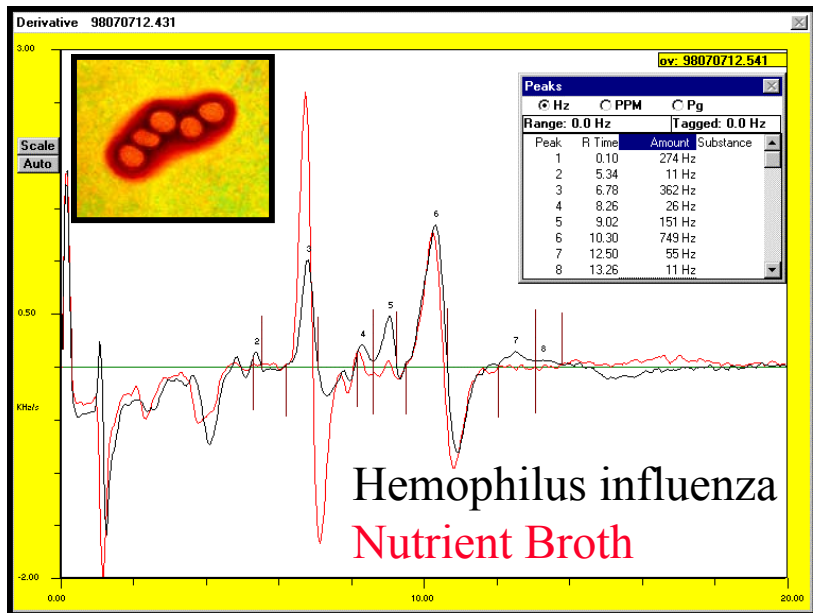 Derivative 98070712.431
3.00
ov: 98070712.541
Peaks
Hz PPM Pg
Range: 0.0 Hz Tagged: 0.0 Hz
Peak R Time Amount Substance
1 0.10 274 Hz
2 5.34 11 Hz
3 6.78 362 Hz
4 8.26 26 Hz
5 9.02 151 Hz
6 10.30 749 Hz
7 12.50 55 Hz
8 13.26 11 Hz
Scale
Auto
6
3
5
0.50
4
2
7
8
KHz/s
Hemophilus influenza
Nutrient Broth
-2.00
0.00 10.00 20.00